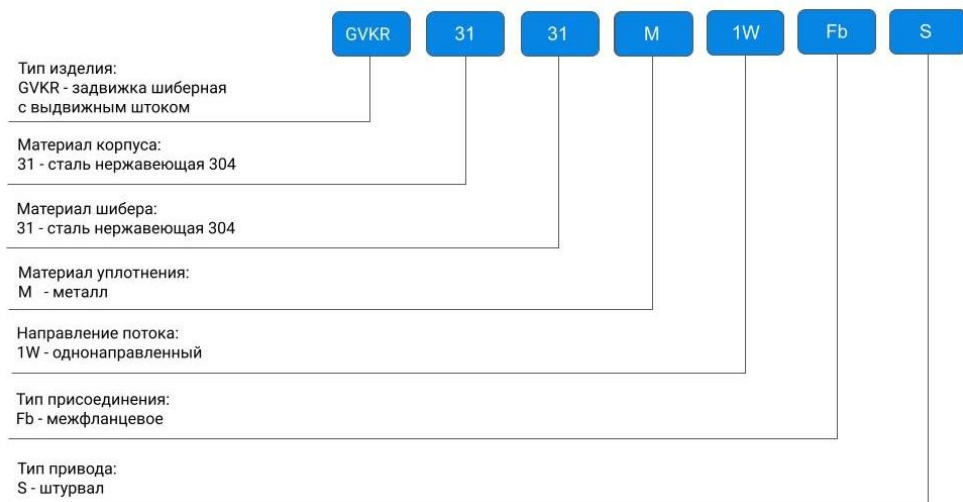 GVKR 31 31 M 1W Fb S
Тип изделия:
GVKR - задвижка шиберная
с выдвижным штоком
Материал корпуса:
31 - сталь нержавеющая 304
Материал шибера:
31 - сталь нержавеющая 304
Материал уплотнения:
М - металл
Направление потока:
1W - однонаправленный
Тип присоединения:
Fb - межфланцевое
Тип привода:
S - штурвал